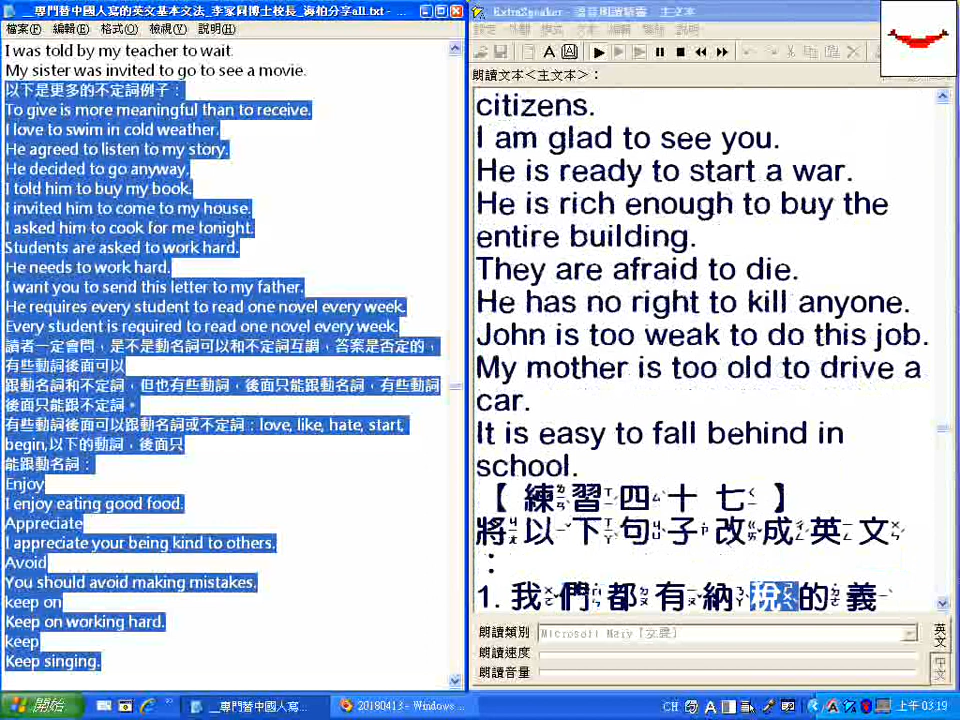 __專門替中國人寫的英文基本文法_李家同博士校長_海柏分享all.txt - ...
檔案(F) 編輯(E) 格式(O) 檢視(V) 說明(H)
I was told by my teacher to wait.
My sister was invited to go to see a movie.
以下是更多的不定詞例子：
To give is more meaningful than to receive.
I love to swim in cold weather.
He agreed to listen to my story.
He decided to go anyway.
I told him to buy my book.
I invited him to come to my house.
I asked him to cook for me tonight.
Students are asked to work hard.
He needs to work hard.
I want you to send this letter to my father.
He requires every student to read one novel every week.
Every student is required to read one novel every week.
讀者一定會問，是不是動名詞可以和不定詞互調，答案是否定的，
有些動詞後面可以
跟動名詞和不定詞，但也有些動詞，後面只能跟動名詞，有些動詞
後面只能跟不定詞。
有些動詞後面可以跟動名詞或不定詞：love, like, hate, start,
begin,以下的動詞，後面只
能跟動名詞：
Enjoy
I enjoy eating good food.
Appreciate
I appreciate your being kind to others.
Avoid
You should avoid making mistakes.
keep on
Keep on working hard.
keep
Keep singing.
ExtraSpeaker - 語音朗讀秘書 - 主文本
朗讀文本<主文本>：
citizens.
I am glad to see you.
He is ready to start a war.
He is rich enough to buy the
entire building.
They are afraid to die.
He has no right to kill anyone.
John is too weak to do this job.
My mother is too old to drive a
car.
It is easy to fall behind in
school.
【練習四十七】
將以下句子改成英文
：
1. 我們都有納稅的義
朗讀類別 Microsoft Mary [女聲]
朗讀速度
朗讀音量
英文
中文
開始
__專門替中國人寫...
20180413 - Windows ...
CH
上午 03:19